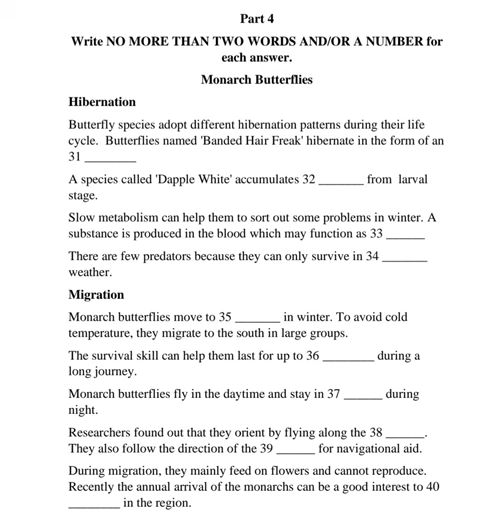 Part 4
Write NO MORE THAN TWO WORDS AND/OR A NUMBER for
each answer.
Monarch Butterflies
Hibernation
Butterfly species adopt different hibernation patterns during their life
cycle. Butterflies named 'Banded Hair Freak' hibernate in the form of an
31 ________
A species called 'Dapple White' accumulates 32 _______ from larval
stage.
Slow metabolism can help them to sort out some problems in winter. A
substance is produced in the blood which may function as 33 ______
There are few predators because they can only survive in 34 _______
weather.
Migration
Monarch butterflies move to 35 _______ in winter. To avoid cold
temperature, they migrate to the south in large groups.
The survival skill can help them last for up to 36 ________ during a
long journey.
Monarch butterflies fly in the daytime and stay in 37 ______ during
night.
Researchers found out that they orient by flying along the 38 ______.
They also follow the direction of the 39 ______ for navigational aid.
During migration, they mainly feed on flowers and cannot reproduce.
Recently the annual arrival of the monarchs can be a good interest to 40
________ in the region.